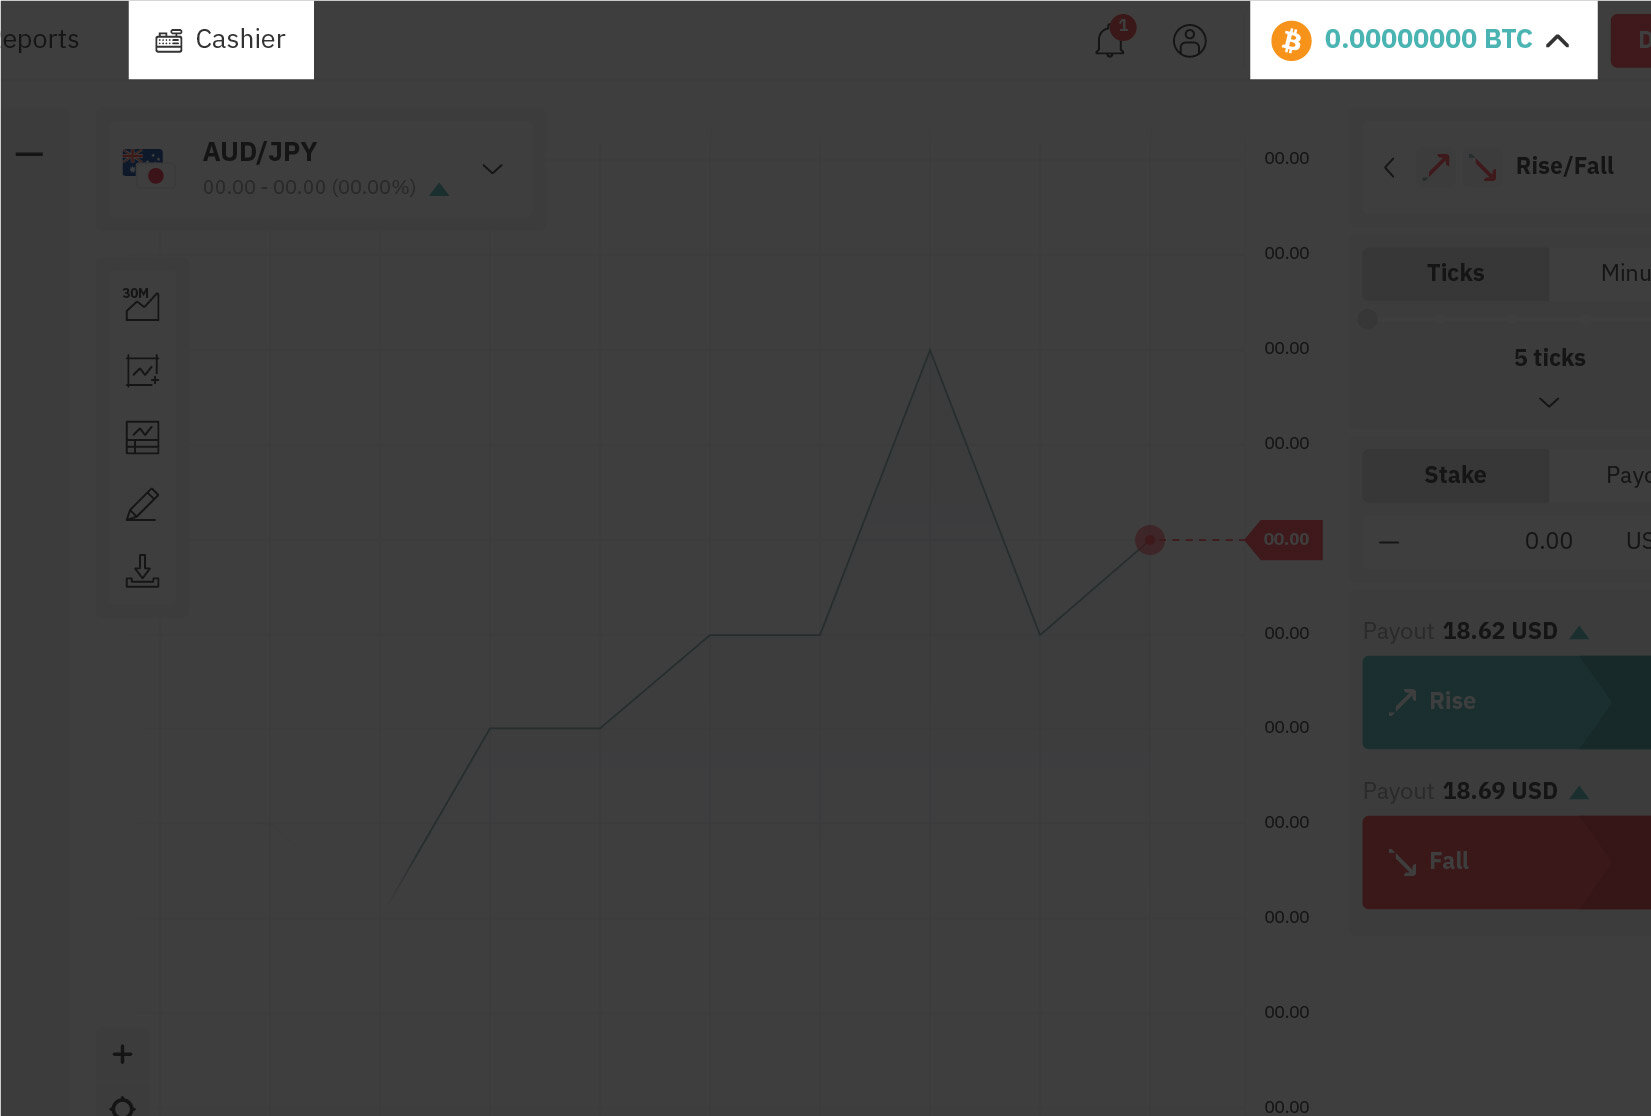 eports
Cashier
1
0.00000000 BTC
D
AUD/JPY
00.00 - 00.00 (00.00%)
30M
Rise/Fall
Ticks
Minu
5 ticks
Stake
Payo
0.00
US
Payout 18.62 USD
Rise
Payout 18.69 USD
Fall
00.00
00.00
00.00
00.00
00.00
00.00
00.00
00.00
00.00
00.00
00.00